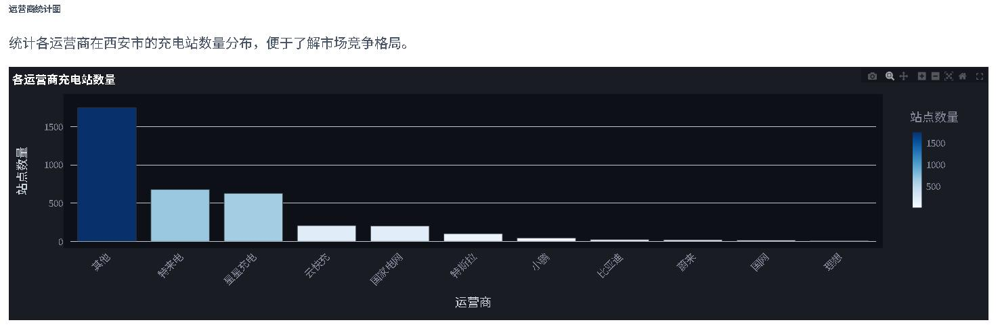 运营商统计图
统计各运营商在西安市的充电站数量分布，便于了解市场竞争格局。
各运营商充电站数量
站点数量
1500
1000
500
0
其他
特来电
星星充电
云快充
国家电网
特斯拉
小鹏
比亚迪
蔚来
国网
理想
运营商
站点数量
1500
1000
500